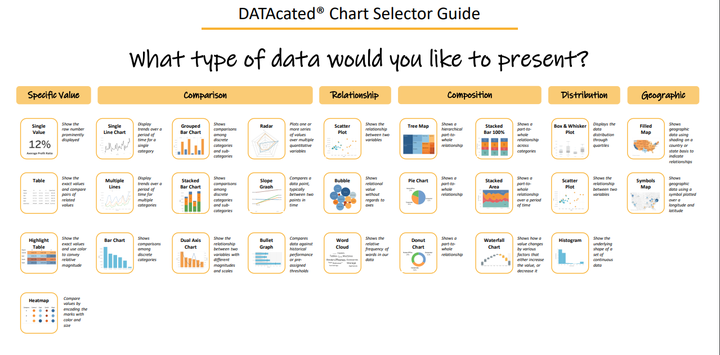 DATAcated® Chart Selector Guide
What type of data would you like to present?
Specific Value
Comparison
Relationship
Composition
Distribution
Geographic
Single
Value
12%
Average Profit Ratio
Show the
raw number
prominently
displayed
Single
Line Chart
Display
trends over a
period of
time for a
single
category
Grouped
Bar Chart
Shows
comparisons
among
discrete
categories
and sub-
categories
Radar
Plots one or
more series
of values
over multiple
quantitative
variables
Scatter
Plot
Shows the
relationship
between two
variables
Tree Map
Shows a
hierarchical
part-to-
whole
relationship
Stacked
Bar 100%
Shows a
part-to-
whole
relationship
across
categories
Box & Whisker
Plot
Displays the
data
distribution
through
quartiles
Filled
Map
Shows
geographic
data using
shading on a
country or
state basis to
indicate
relationships
Table
Show the
exact values
and compare
pairs of
related
values
Multiple
Lines
Display
trends over a
period of
time for
multiple
categories
Stacked
Bar Chart
Shows
comparisons
among
discrete
categories
and sub
categories
Slope
Graph
Compares a
data point,
typically
between two
points in
time
Bubble
Shows
relational
value
without
regards to
axes
Pie Chart
Shows a
part-to-
whole
relationship
Stacked
Area
Shows a
part-to-
whole
relationship
over a period
of time
Scatter
Plot
Shows the
relationship
between two
variables
Symbols
Map
Shows
geographic
data using a
symbol
plotted over
a
longitude and
latitude
Highlight
Table
Show the
exact values
and use color
to convey
relative
magnitude
Bar Chart
Shows
comparisons
among
discrete
categories
Dual Axis
Chart
Show the
relationship
between two
variables
with different
magnitudes
and scales
Bullet
Graph
Compares
data against
historical
performance
or pre-
assigned
thresholds
Word
Cloud
Shows the
relative
frequency of
words in our
data
Donut
Chart
Shows a
part-to-
whole
relationship
Waterfall
Chart
Shows how a
value changes
by various
factors that
either increase
the value, or
decrease it
Histogram
Shows the
underlying
shape of a
set of
continuous
data
Heatmap
Compare
values by
encoding the
marks with
color and
size